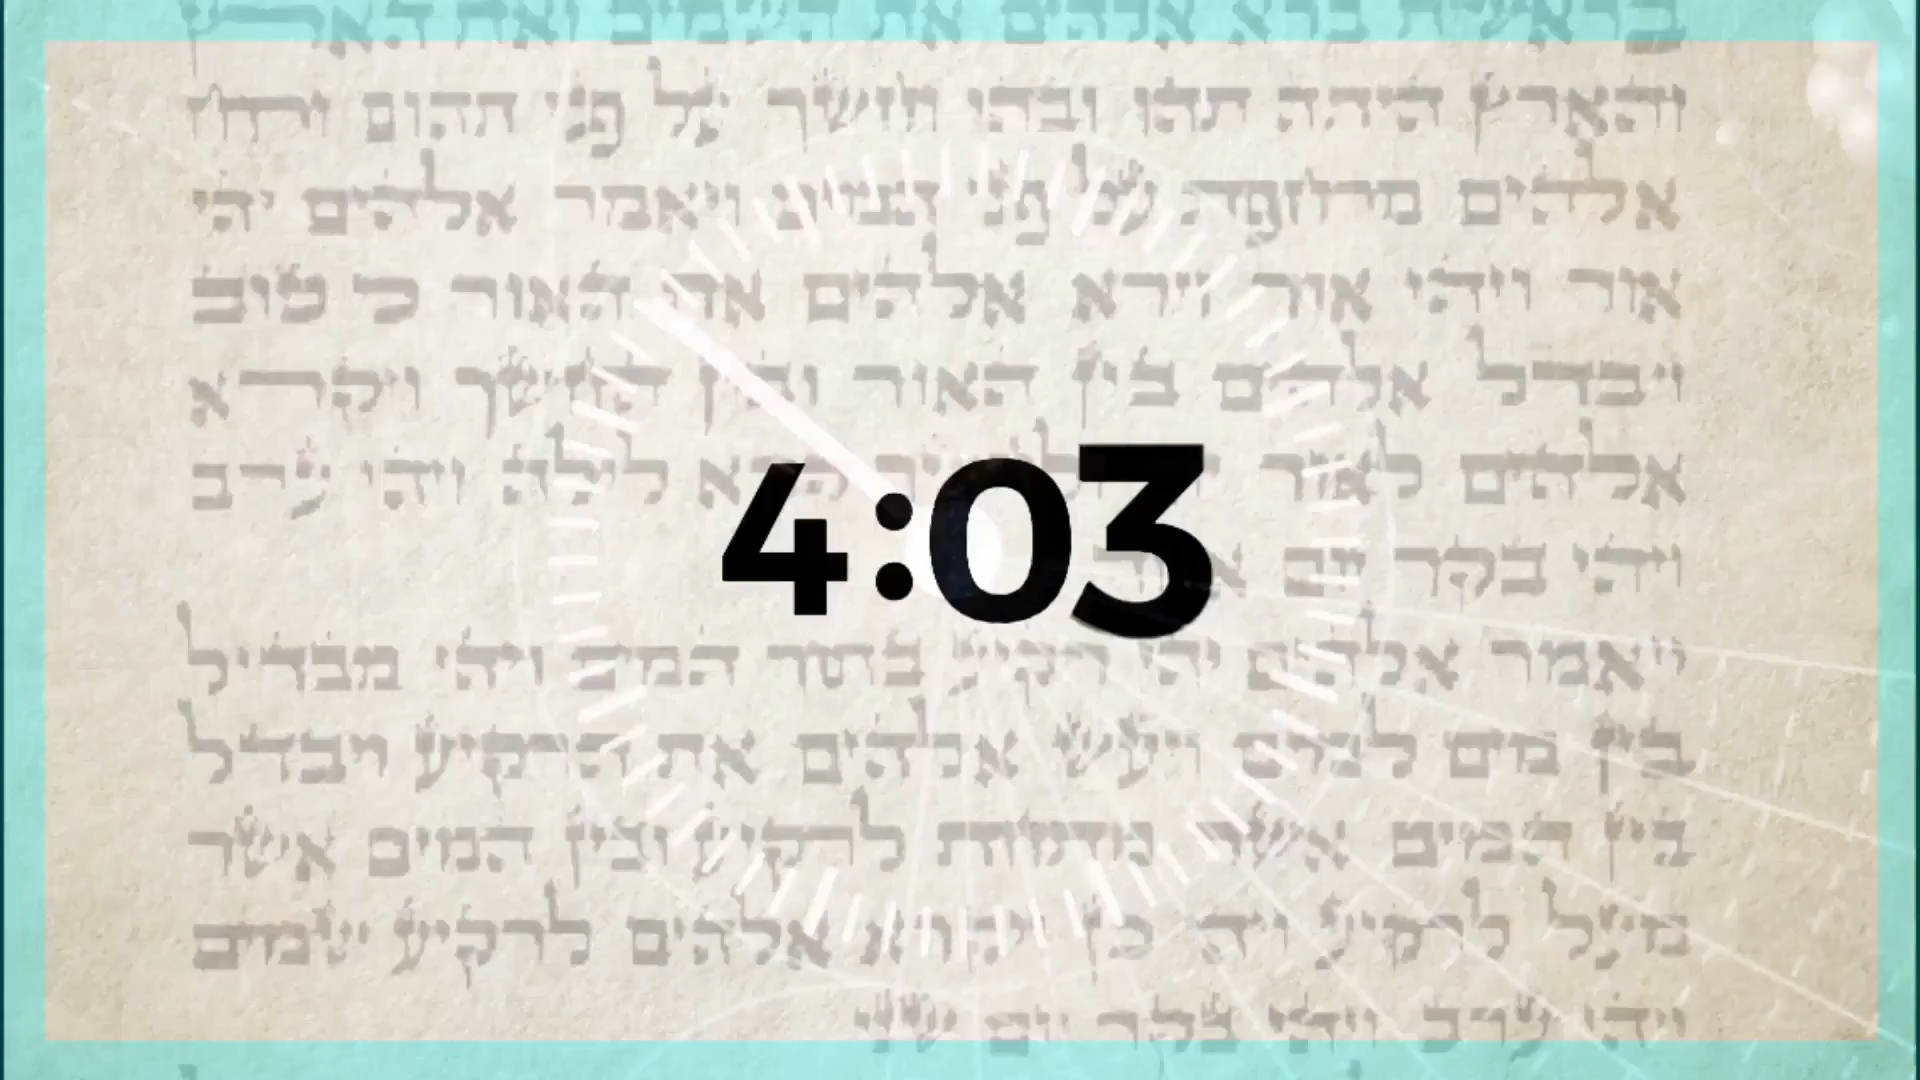 בראשית ברא אלהים את השמים ואת הארץ
והארץ היתה תהו ובהו וחשך על פני תהום ורוח
אלהים מרחפת על פני המים ויאמר אלהים יהי
אור ויהי אור וירא אלהים את האור כי טוב
ויבדל אלהים בין האור ובין החשך ויקרא
אלהים לאור קרא לילה ויהי ערב
4:03
ויהי בקר יום
ויאמר אלהים יהי רקיע בתוך המים ויהי מבדיל
בין מים למים ויעש אלהים את הרקיע ויבדל
בין המים אשר מתחת לרקיע ובין המים אשר
מעל לרקיע ויהי כן ויקרא אלהים לרקיע שמים
ויהי ערב ויהי בקר יום שני